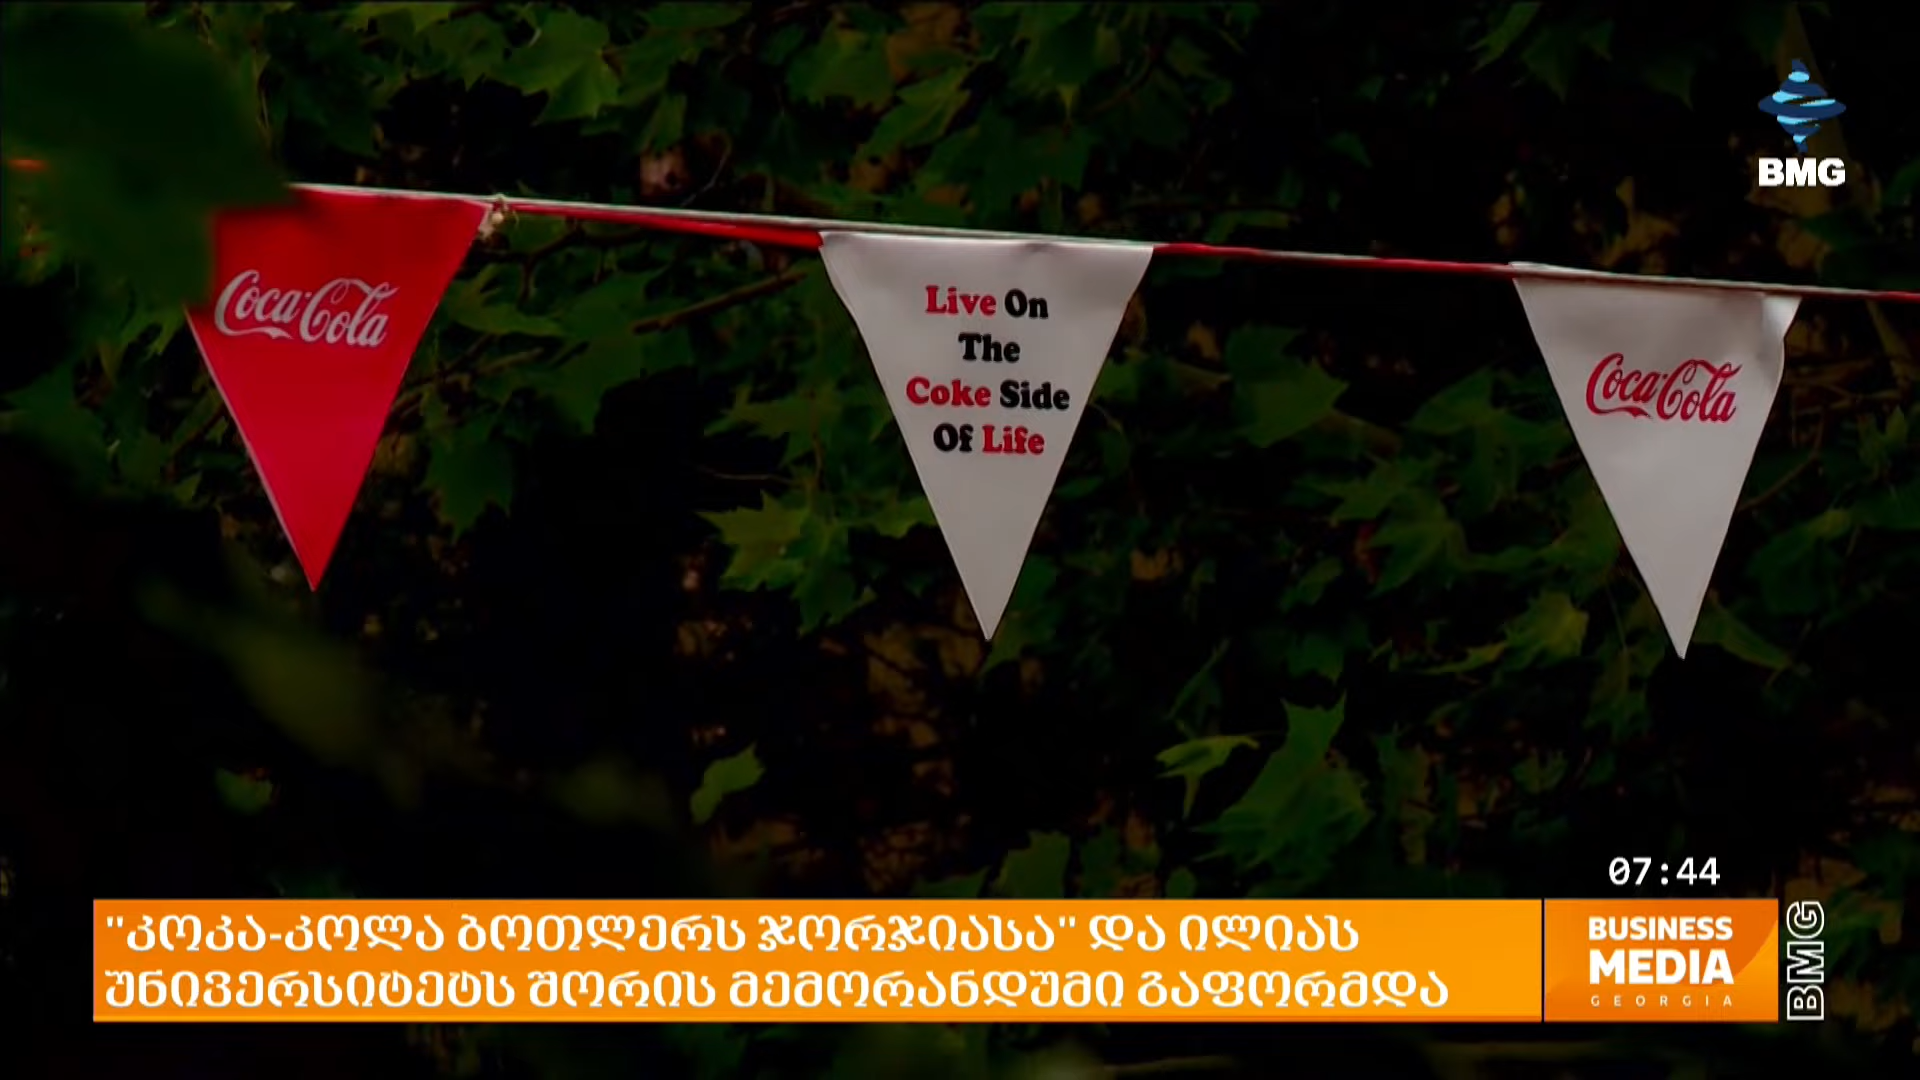 BMG
Coca-Cola
Live On
The
Coke Side
Of Life
Coca-Cola
07:44
"კოკა-კოლა ბოთლერს ჯორჯიასა" და ილიას
უნივერსიტეტს შორის მემორანდუმი გაფორმდა
BUSINESS
MEDIA
GEORGIA
BMG